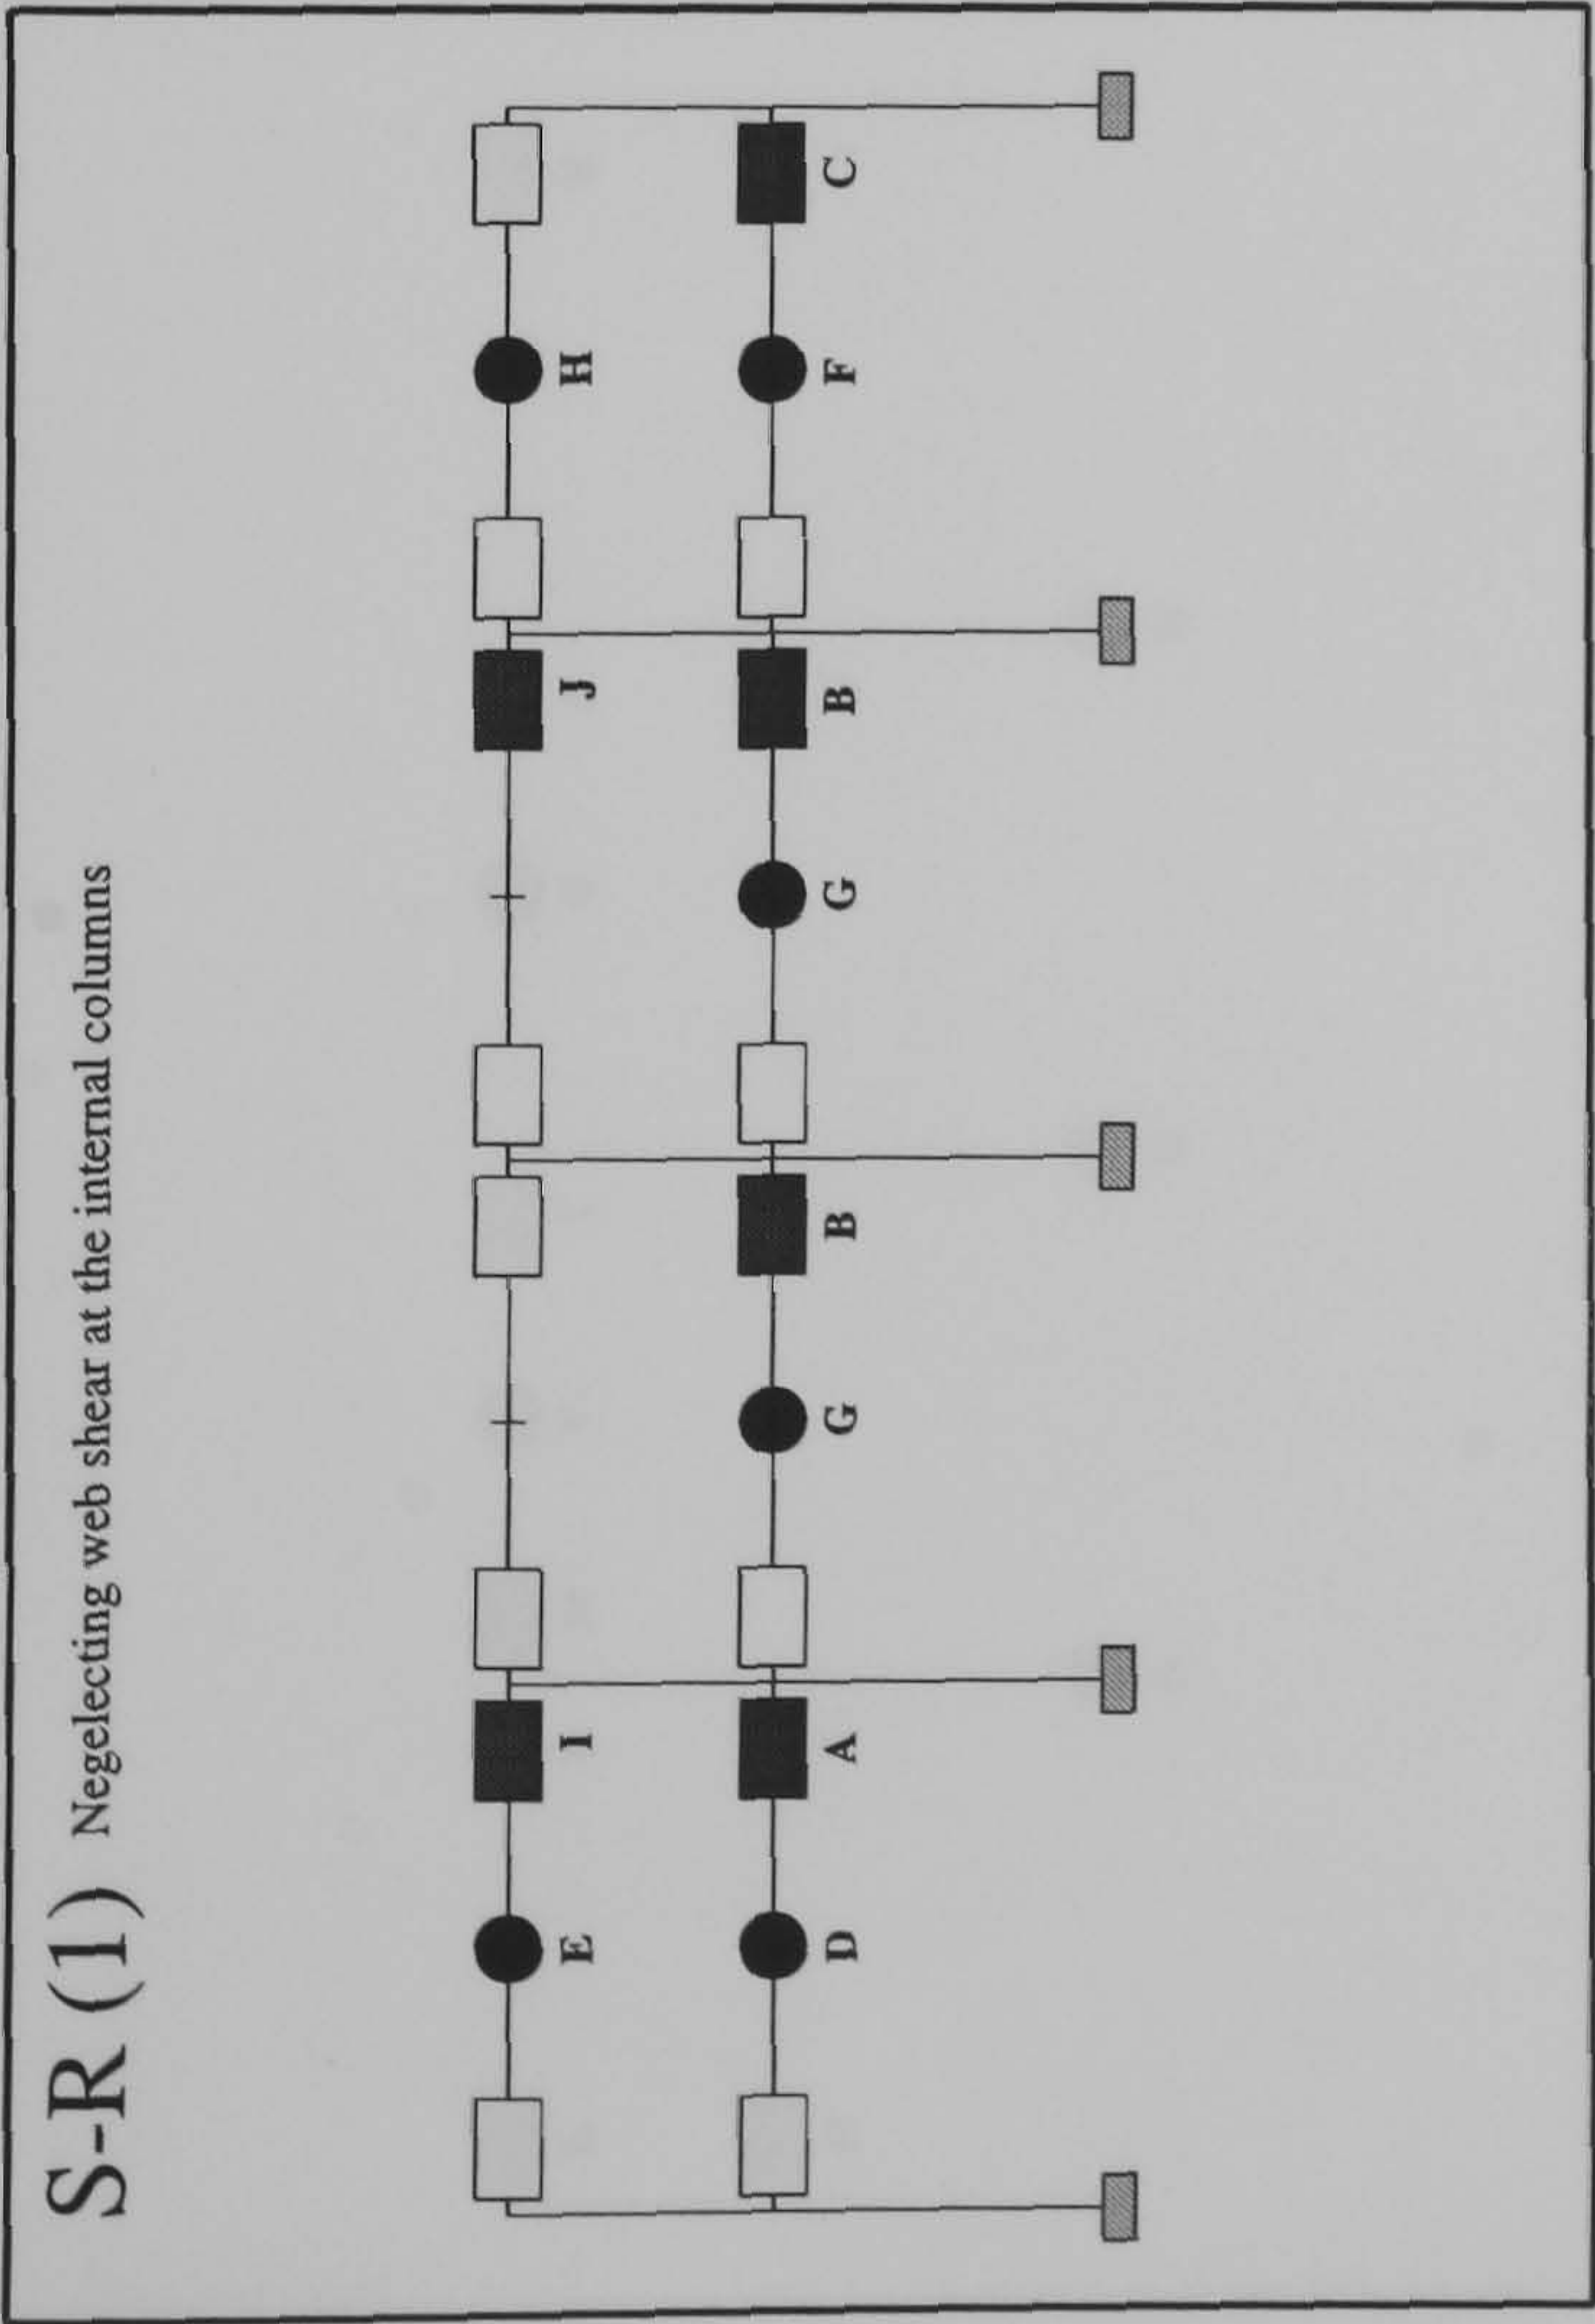 S-R (1) Negelecting web shear at the internal columns
E I J H
D A G B G B F C